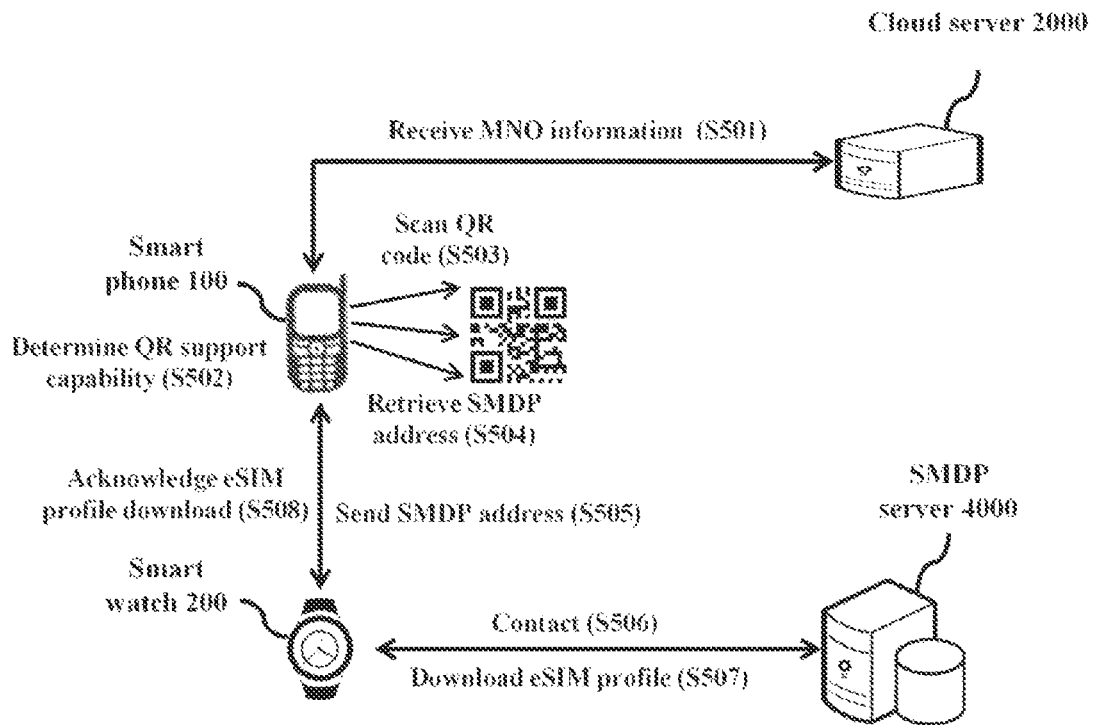 Cloud server 2000
Receive MNO information (S501)
Scan QR
code (S503)
Smart
phone 100
Determine QR support
capability (S502)
Retrieve SMDP
address (S504)
Acknowledge eSIM
profile download (S508)
Send SMDP address (S505)
SMDP
server 4000
Smart
watch 200
Contact (S506)
Download eSIM profile (S507)